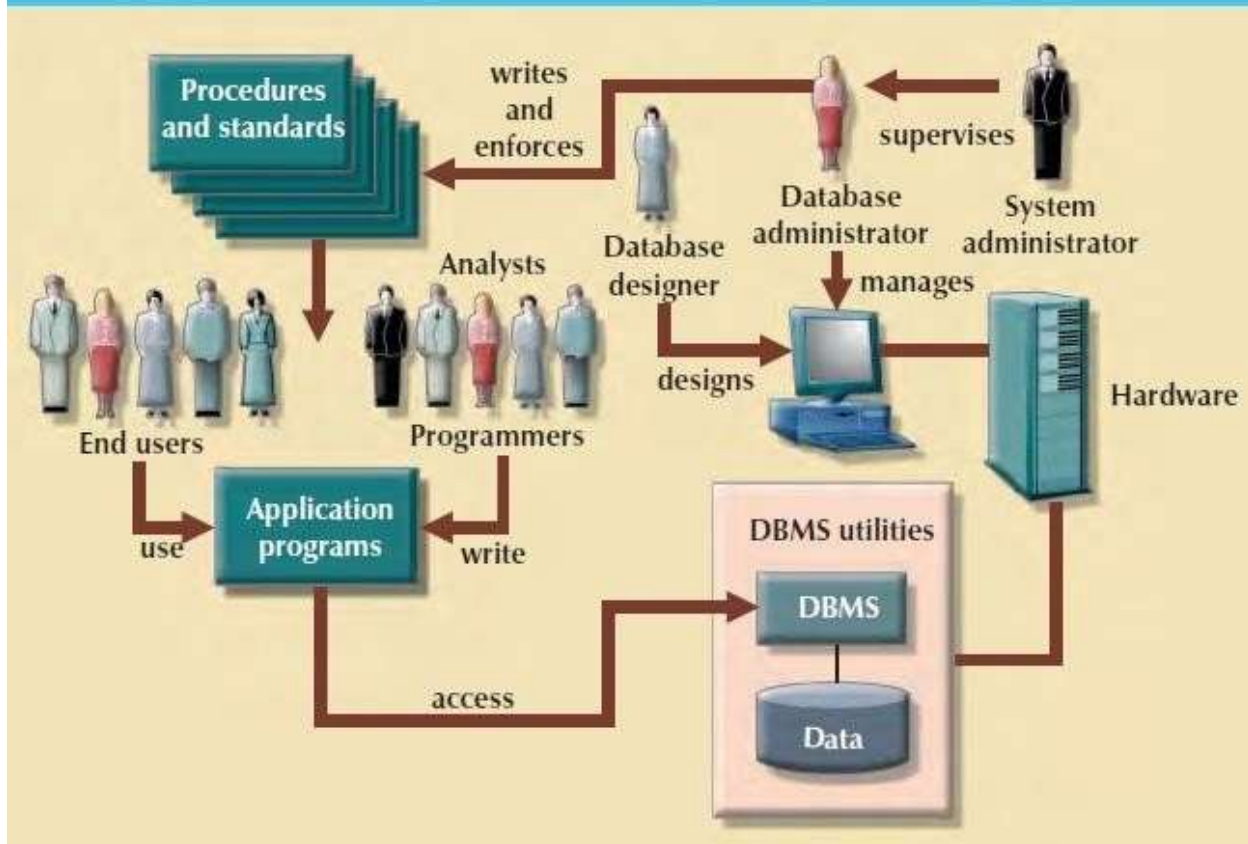 Procedures
and standards
writes
and
enforces
supervises
Database
administrator
System
administrator
Database
designer
manages
Analysts
designs
Hardware
End users
Programmers
Application
programs
use
write
DBMS utilities
DBMS
access
Data